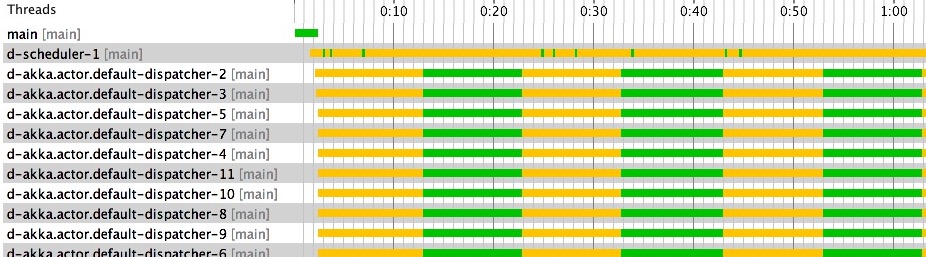 Threads 0:10 0:20 0:30 0:40 0:50 1:00
main [main]
d-scheduler-1 [main]
d-akka.actor.default-dispatcher-2 [main]
d-akka.actor.default-dispatcher-3 [main]
d-akka.actor.default-dispatcher-5 [main]
d-akka.actor.default-dispatcher-7 [main]
d-akka.actor.default-dispatcher-4 [main]
d-akka.actor.default-dispatcher-11 [main]
d-akka.actor.default-dispatcher-10 [main]
d-akka.actor.default-dispatcher-8 [main]
d-akka.actor.default-dispatcher-9 [main]
d-akka.actor.default-dispatcher-6 [main]